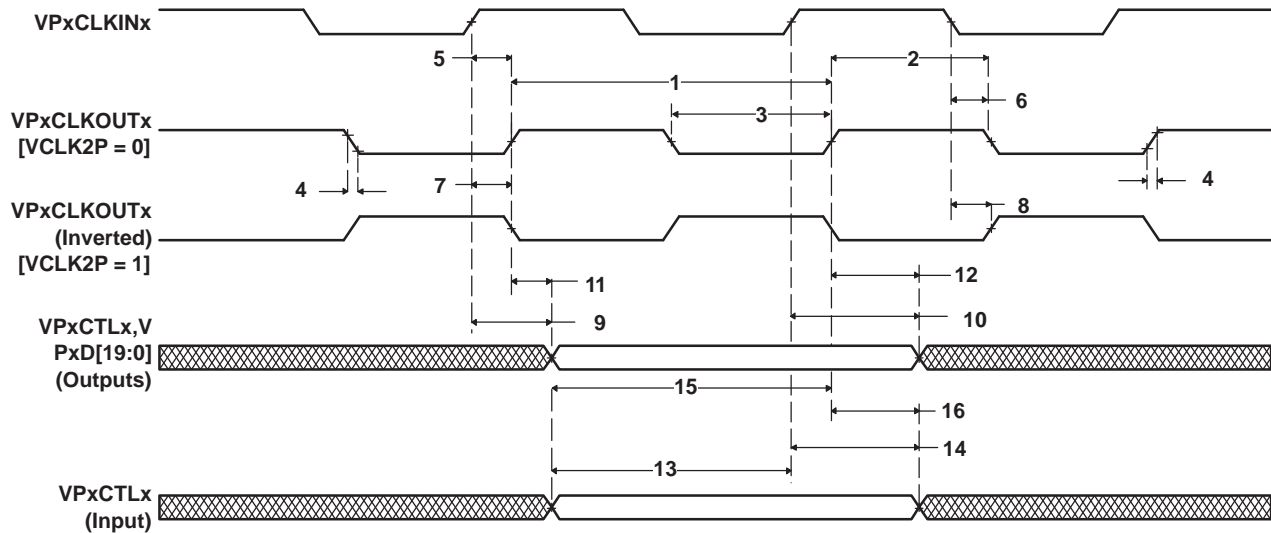 VPxCLKINx
5
2
1
6
3
VPxCLKOUTx
[VCLK2P = 0]
4
7
4
8
VPxCLKOUTx
(Inverted)
[VCLK2P = 1]
11
12
9
10
VPxCTLx,V
PxD[19:0]
(Outputs)
15
16
14
13
VPxCTLx
(Input)